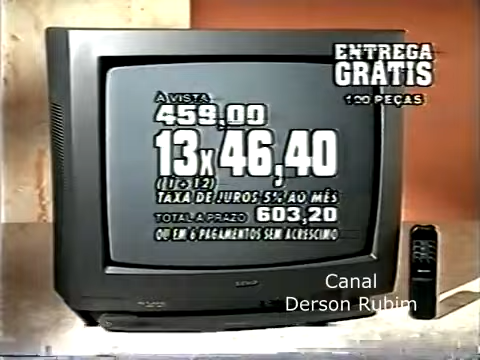 ENTREGA
GRÁTIS
100 PEÇAS
À VISTA
459,00
13x46,40
(1+12)
TAXA DE JUROS 5% AO MÊS
TOTAL A PRAZO 603,20
OU EM 6 PAGAMENTOS SEM ACRÉSCIMO
Canal
Derson Rubim